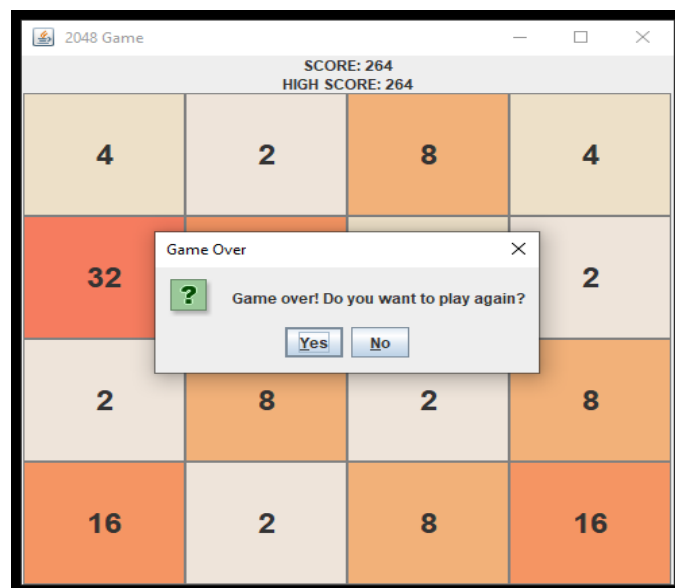 2048 Game
SCORE: 264
HIGH SCORE: 264
4 2 8 4
32 2
Game Over
?
Game over! Do you want to play again?
Yes No
2 8 2 8
16 2 8 16